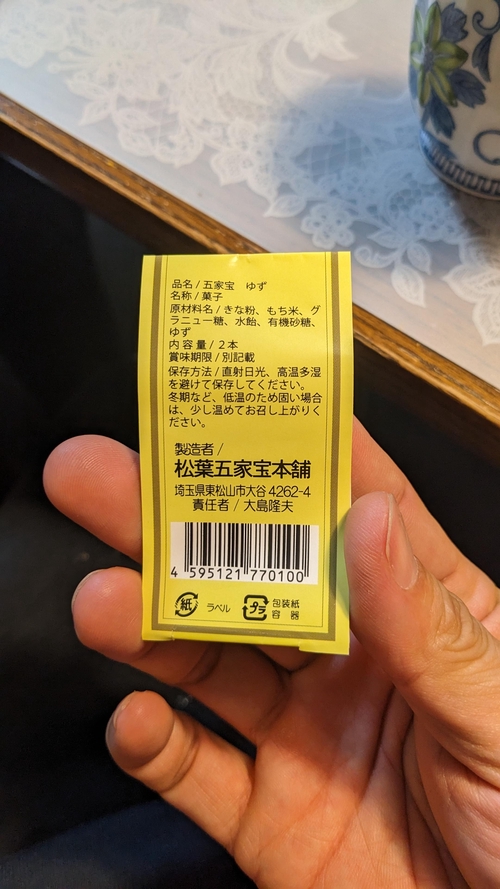 品名 / 五家宝　ゆず
名称 / 菓子
原材料名 / きな粉、もち米、グ
ラニュー糖、水飴、有機砂糖、
ゆず
内 容 量 / 2 本
賞味期限 / 別記載
保存方法 / 直射日光、高温多湿
を避けて保存してください。
冬期など、低温のため固い場合
は、少し温めてお召し上がりく
ださい。
製造者 /
松葉五家宝本舗
埼玉県東松山市大谷 4262-4
責任者 / 大島隆夫
4 595121 770100
紙 ラベル プラ 包装紙
容 器